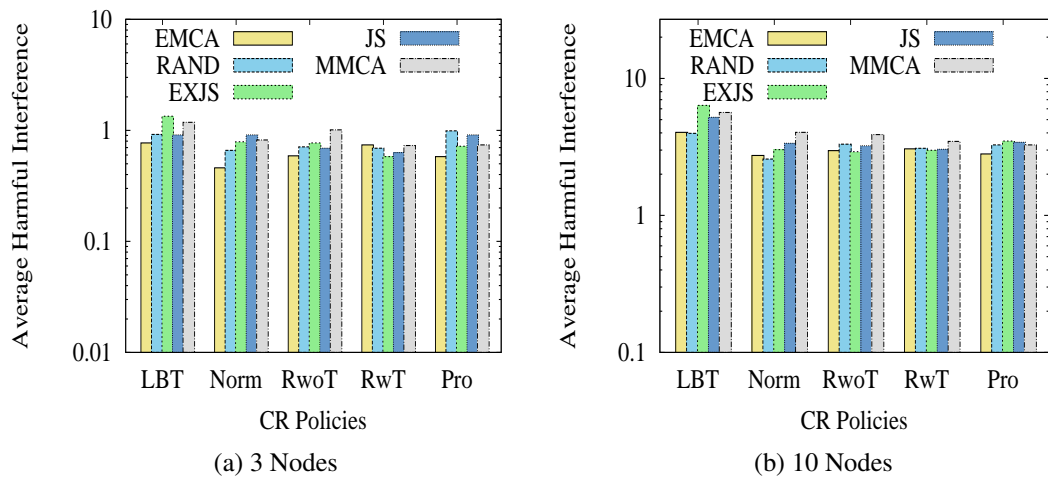 Average Harmful Interference
1
0.1
0.01
EMCA
RAND
EXJS
JS
MMCA
LBT Norm RwoT RwT Pro
CR Policies
(a) 3 Nodes
Average Harmful Interference
10
1
0.1
EMCA
RAND
EXJS
JS
MMCA
LBT Norm RwoT RwT Pro
CR Policies
(b) 10 Nodes